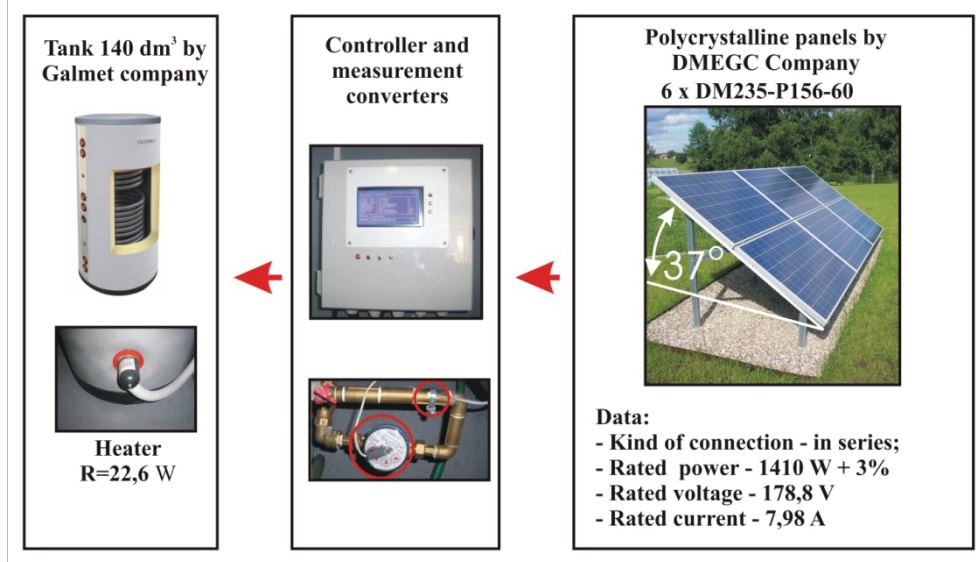 Tank 140 dm³ by
Galmet company
Heater
R=22,6 W
Controller and
measurement
converters
Polycrystalline panels by
DMEGC Company
6 x DM235-P156-60
37°
Data:
- Kind of connection - in series;
- Rated power - 1410 W + 3%
- Rated voltage - 178,8 V
- Rated current - 7,98 A